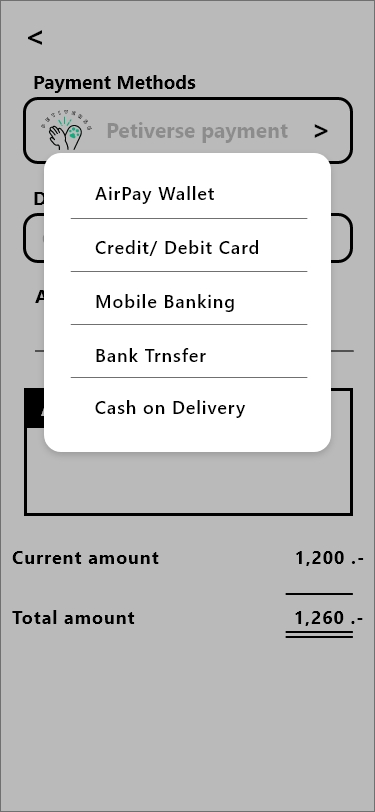 <
Payment Methods
PETIVERSE
Petiverse payment >
D
AirPay Wallet
Credit/ Debit Card
A
Mobile Banking
Bank Trnsfer
A
Cash on Delivery
Current amount 1,200 .-
Total amount 1,260 .-